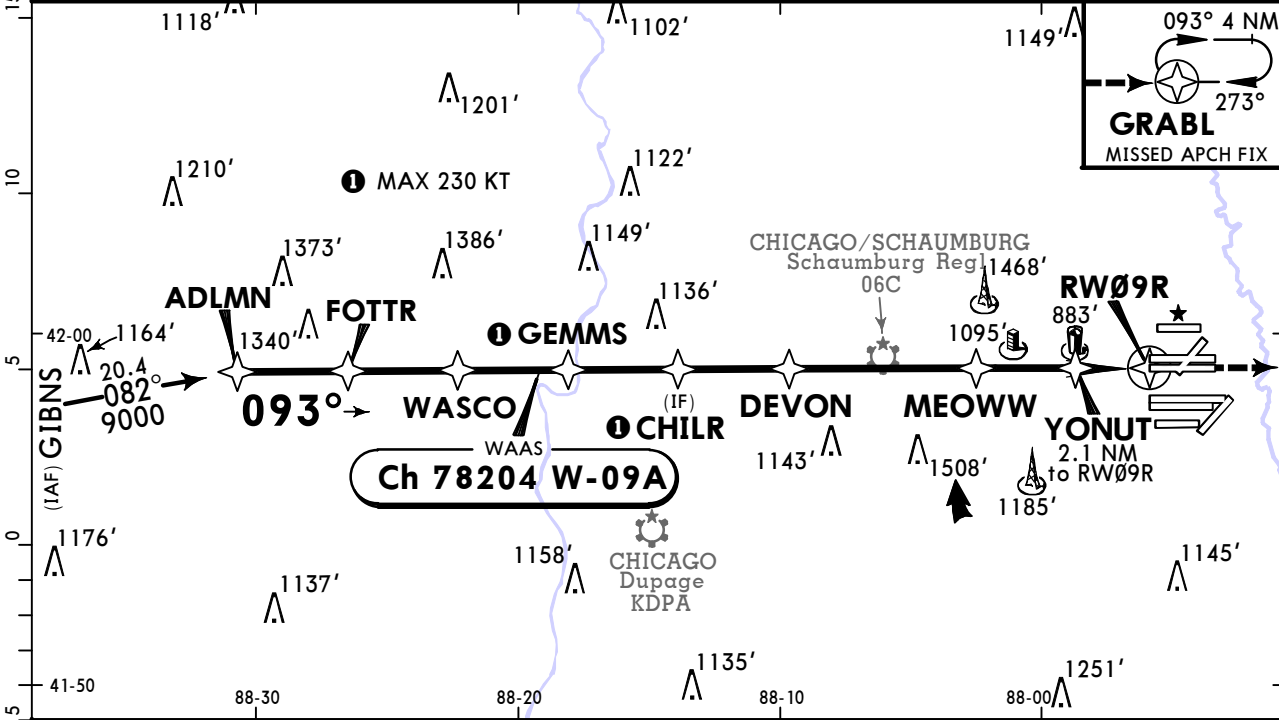 15
1118'
1102'
1149'
093° 4 NM
273°
GRABL
MISSED APCH FIX
1201'
1210'
1122'
10
❶ MAX 230 KT
1373'
1386'
1149'
CHICAGO/SCHAUMBURG
Schaumburg Regl
06C
1468'
ADLMN
FOTTR
1136'
RWØ9R
42-00
1164'
1340'
❶ GEMMS
1095'
883'
5
20.4
082°
9000
(IAF) GIBNS
093°
WASCO
(IF)
❶ CHILR
DEVON
MEOWW
YONUT
2.1 NM
to RWØ9R
WAAS
Ch 78204 W-09A
1143'
1508'
1185'
0
1176'
1158'
CHICAGO
Dupage
KDPA
1145'
1137'
1135'
1251'
41-50
88-30
88-20
88-10
88-00
5